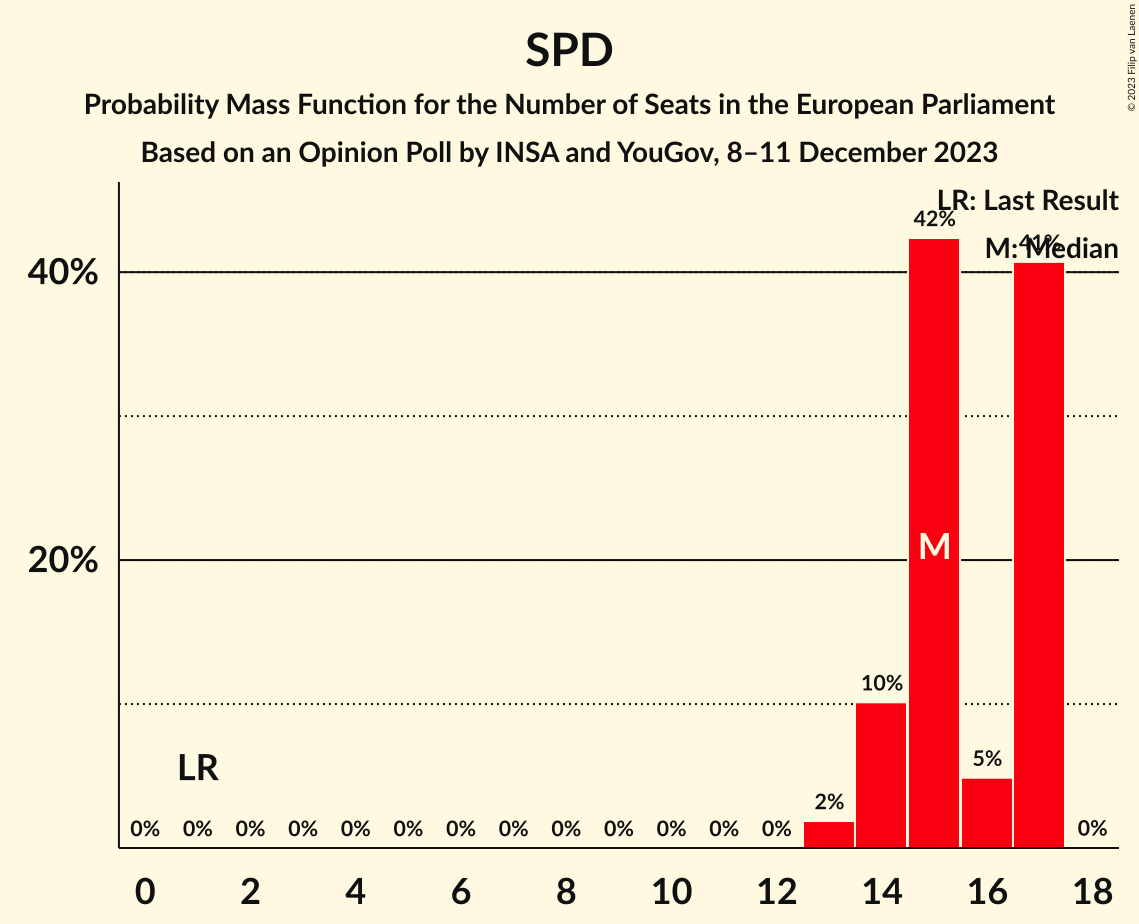 SPD
Probability Mass Function for the Number of Seats in the European Parliament
Based on an Opinion Poll by INSA and YouGov, 8–11 December 2023
© 2023 Filip van Laenen
LR: Last Result
M: Median
42%
41%
40%
20%
M
10%
5%
2%
LR
0% 0% 0% 0% 0% 0% 0% 0% 0% 0% 0% 0% 0% 0%
0 2 4 6 8 10 12 14 16 18